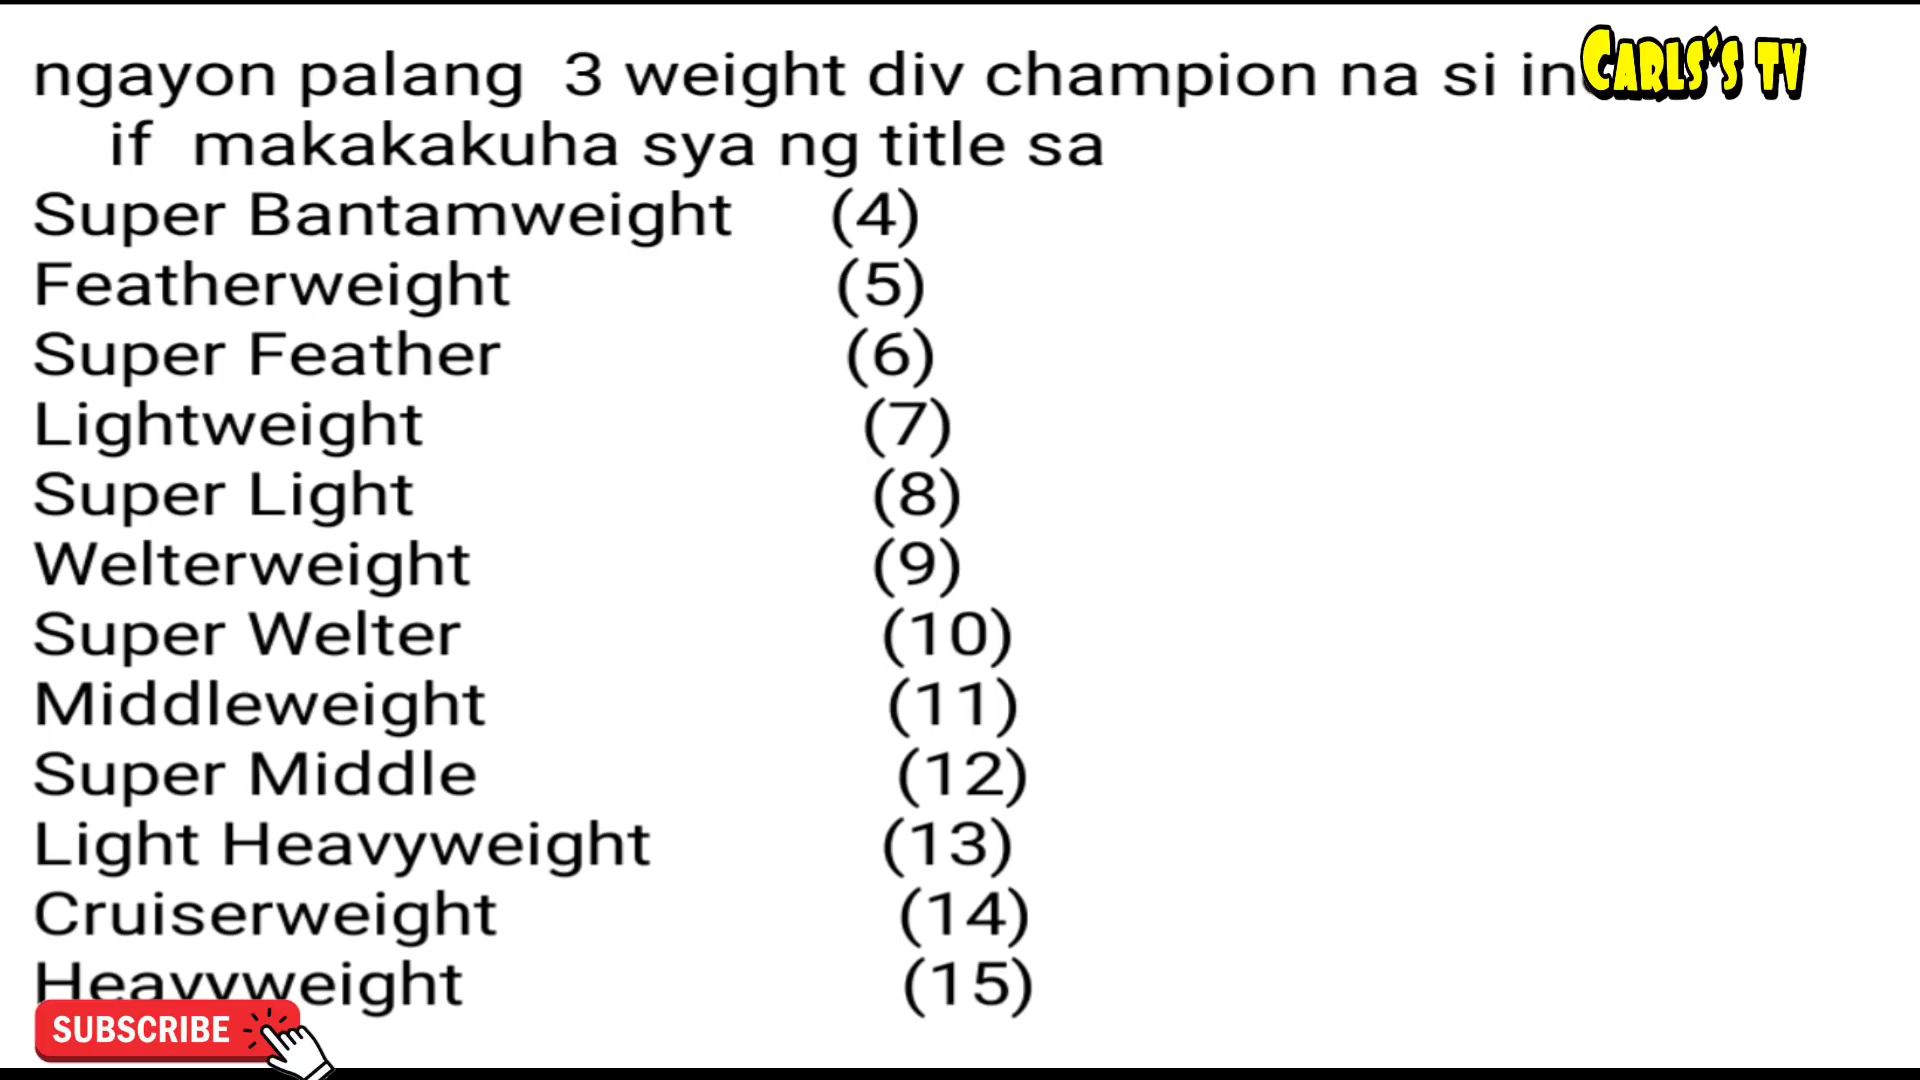 ngayon palang 3 weight div champion na si
CARLS'S TV
if makakakuha sya ng title sa
Super Bantamweight (4)
Featherweight (5)
Super Feather (6)
Lightweight (7)
Super Light (8)
Welterweight (9)
Super Welter (10)
Middleweight (11)
Super Middle (12)
Light Heavyweight (13)
Cruiserweight (14)
Heavyweight (15)
SUBSCRIBE